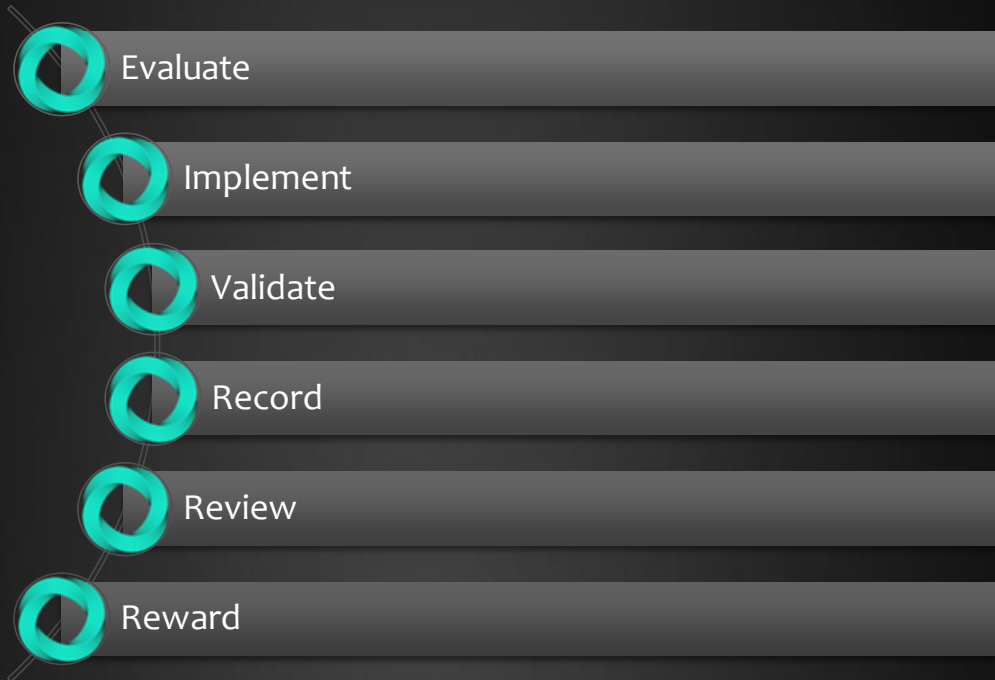 Evaluate
Implement
Validate
Record
Review
Reward